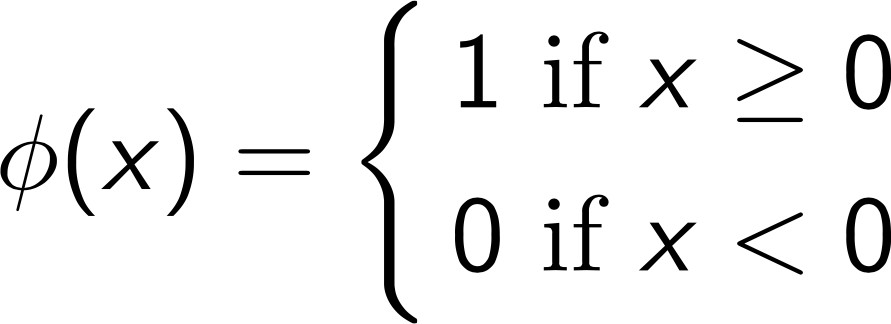 ϕ(x) = {
1 if x ≥ 0
0 if x < 0